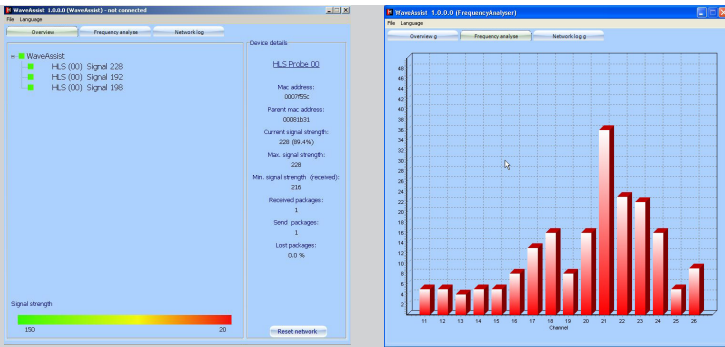 WaveAssist 1.0.0.0 (WaveAssist) - not connected
File Language
Overview
Frequency analyse
Network log
WaveAssist
HLS (00) Signal 228
HLS (00) Signal 192
HLS (00) Signal 198
Device details
HLS Probe 00
Mac address:
0007f55c
Parent mac address:
00081b31
Current signal strength:
228 (89.4%)
Max. signal strength:
228
Min. signal strength (received):
216
Received packages:
1
Send packages:
1
Lost packages:
0.0 %
Signal strength
150
20
Reset network
WaveAssist 1.0.0.0 (FrequencyAnalyser)
File Language
Overview g
Frequency analyse
Network log g
48
46
44
42
40
38
36
34
32
30
28
26
24
22
20
18
16
14
12
10
8
6
4
2
11 12 13 14 15 16 17 18 19 20 21 22 23 24 25 26
Channel